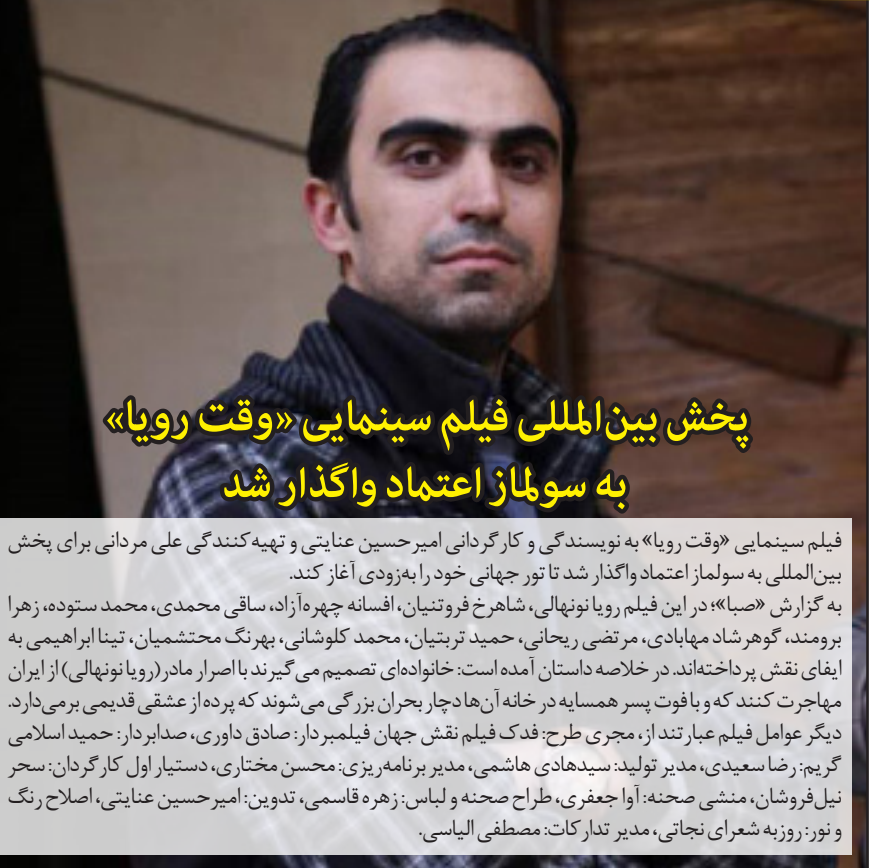 پخش بین‌المللی فیلم سینمایی «وقت رویا»
به سولماز اعتماد واگذار شد
فیلم سینمایی «وقت رویا» به نویسندگی و کارگردانی امیرحسین عنایتی و تهیه‌کنندگی علی مردانی برای پخش
بین‌المللی به سولماز اعتماد واگذار شد تا تور جهانی خود را به‌زودی آغاز کند.
به گزارش «صبا»؛ در این فیلم رویا نونهالی، شاهرخ فروتنیان، افسانه چهره‌آزاد، ساقی محمدی، محمد ستوده، زهرا
برومند، گوهرشاد مهابادی، مرتضی ریحانی، حمید تربتیان، محمد کلوشانی، بهرنگ محتشمیان، تینا ابراهیمی به
ایفای نقش پرداخته‌اند. در خلاصه داستان آمده است: خانواده‌ای تصمیم می‌گیرند با اصرار مادر (رویا نونهالی) از ایران
مهاجرت کنند که و با فوت پسر همسایه در خانه آن‌ها دچار بحران بزرگی می‌شوند که پرده از عشقی قدیمی برمی‌دارد.
دیگر عوامل فیلم عبارتند از، مجری طرح: فدک فیلم نقش جهان فیلمبردار: صادق داوری، صدابردار: حمید اسلامی
گریم: رضا سعیدی، مدیر تولید: سیدهادی هاشمی، مدیر برنامه‌ریزی: محسن مختاری، دستیار اول کارگردان: سحر
نیل‌فروشان، منشی صحنه: آوا جعفری، طراح صحنه و لباس: زهره قاسمی، تدوین: امیرحسین عنایتی، اصلاح رنگ
و نور: روزبه شعرای نجاتی، مدیر تدارکات: مصطفی الیاسی.